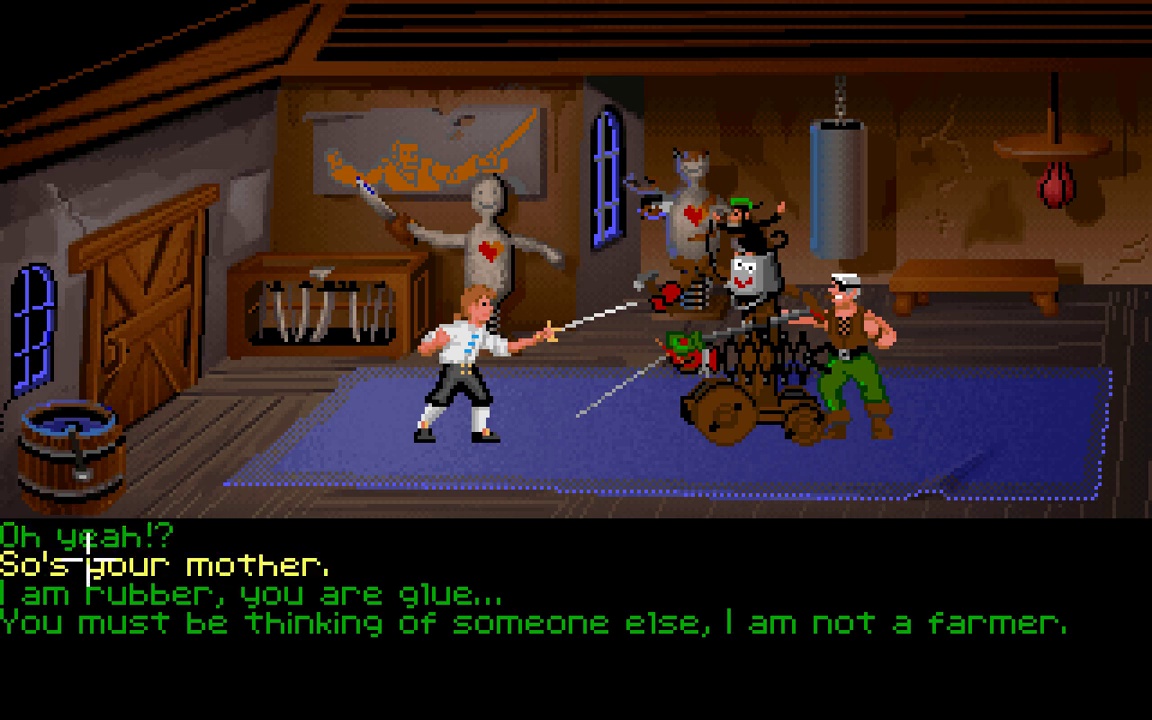 Oh yeah!?
So's your mother.
I am rubber, you are glue...
You must be thinking of someone else, I am not a farmer.